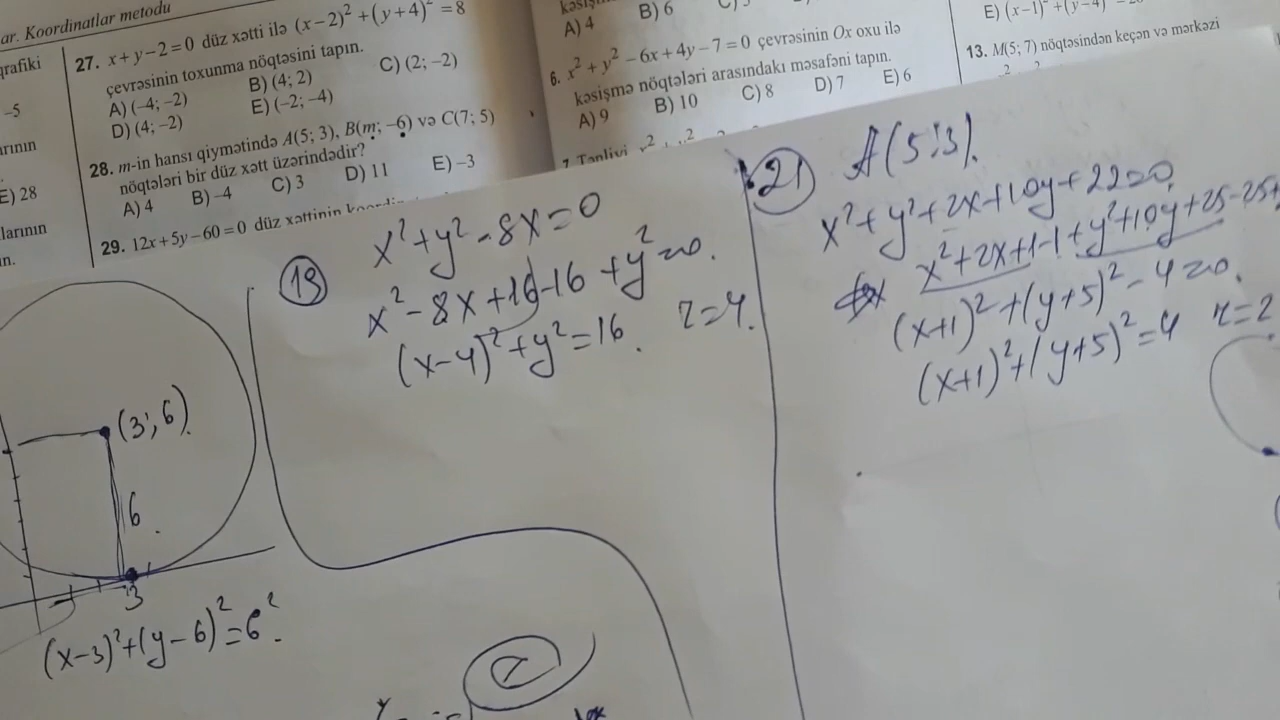 ar. Koordinatlar metodu
qrafiki
-5
ərının
E) 28
larının
n.
27. x+y−2=0 düz xətti ilə (x−2)²+(y+4)²=8
çevrəsinin toxunma nöqtəsini tapın.
A) (−4; −2) B) (4; 2) C) (2; −2)
D) (4; −2) E) (−2; −4)
28. m-in hansı qiymətində A(5; 3), B(m; −6) və C(7; 5)
nöqtələri bir düz xətt üzərindədir?
A) 4 B) −4 C) 3 D) 11 E) −3
29. 12x+5y−60=0 düz xəttinin
A) 4 B) 6
6. x²+y²−6x+4y−7=0 çevrəsinin Ox oxu ilə
kəsişmə nöqtələri arasındakı məsafəni tapın.
A) 9 B) 10 C) 8 D) 7 E) 6
7. Tənliyi
13. M(5; 7) nöqtəsindən keçən və mərkəzi
19
x²+y²-8x=0
x²-8x+16-16+y²=0.
(x-4)²+y²=16. r=4.
21 A(5;3).
x²+y²+2x+10y+22=0
x²+2x+1-1+y²+10y+25-25+
(x+1)²+(y+5)²-4=0.
(x+1)²+(y+5)²=4 r=2
(3;6).
6
3
(x-3)²+(y-6)²=6².